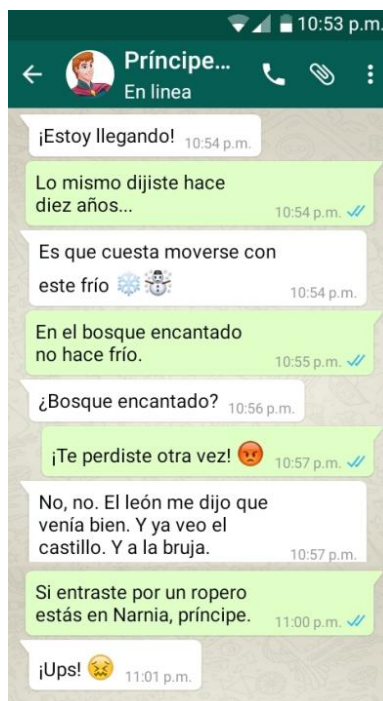 10:53 p.m.
Príncipe...
En linea
¡Estoy llegando! 10:54 p.m.
Lo mismo dijiste hace
diez años... 10:54 p.m.
Es que cuesta moverse con
este frío ❄️☃️ 10:54 p.m.
En el bosque encantado
no hace frío. 10:55 p.m.
¿Bosque encantado? 10:56 p.m.
¡Te perdiste otra vez! 😡 10:57 p.m.
No, no. El león me dijo que
venía bien. Y ya veo el
castillo. Y a la bruja. 10:57 p.m.
Si entraste por un ropero
estás en Narnia, príncipe. 11:00 p.m.
¡Ups! 😖 11:01 p.m.